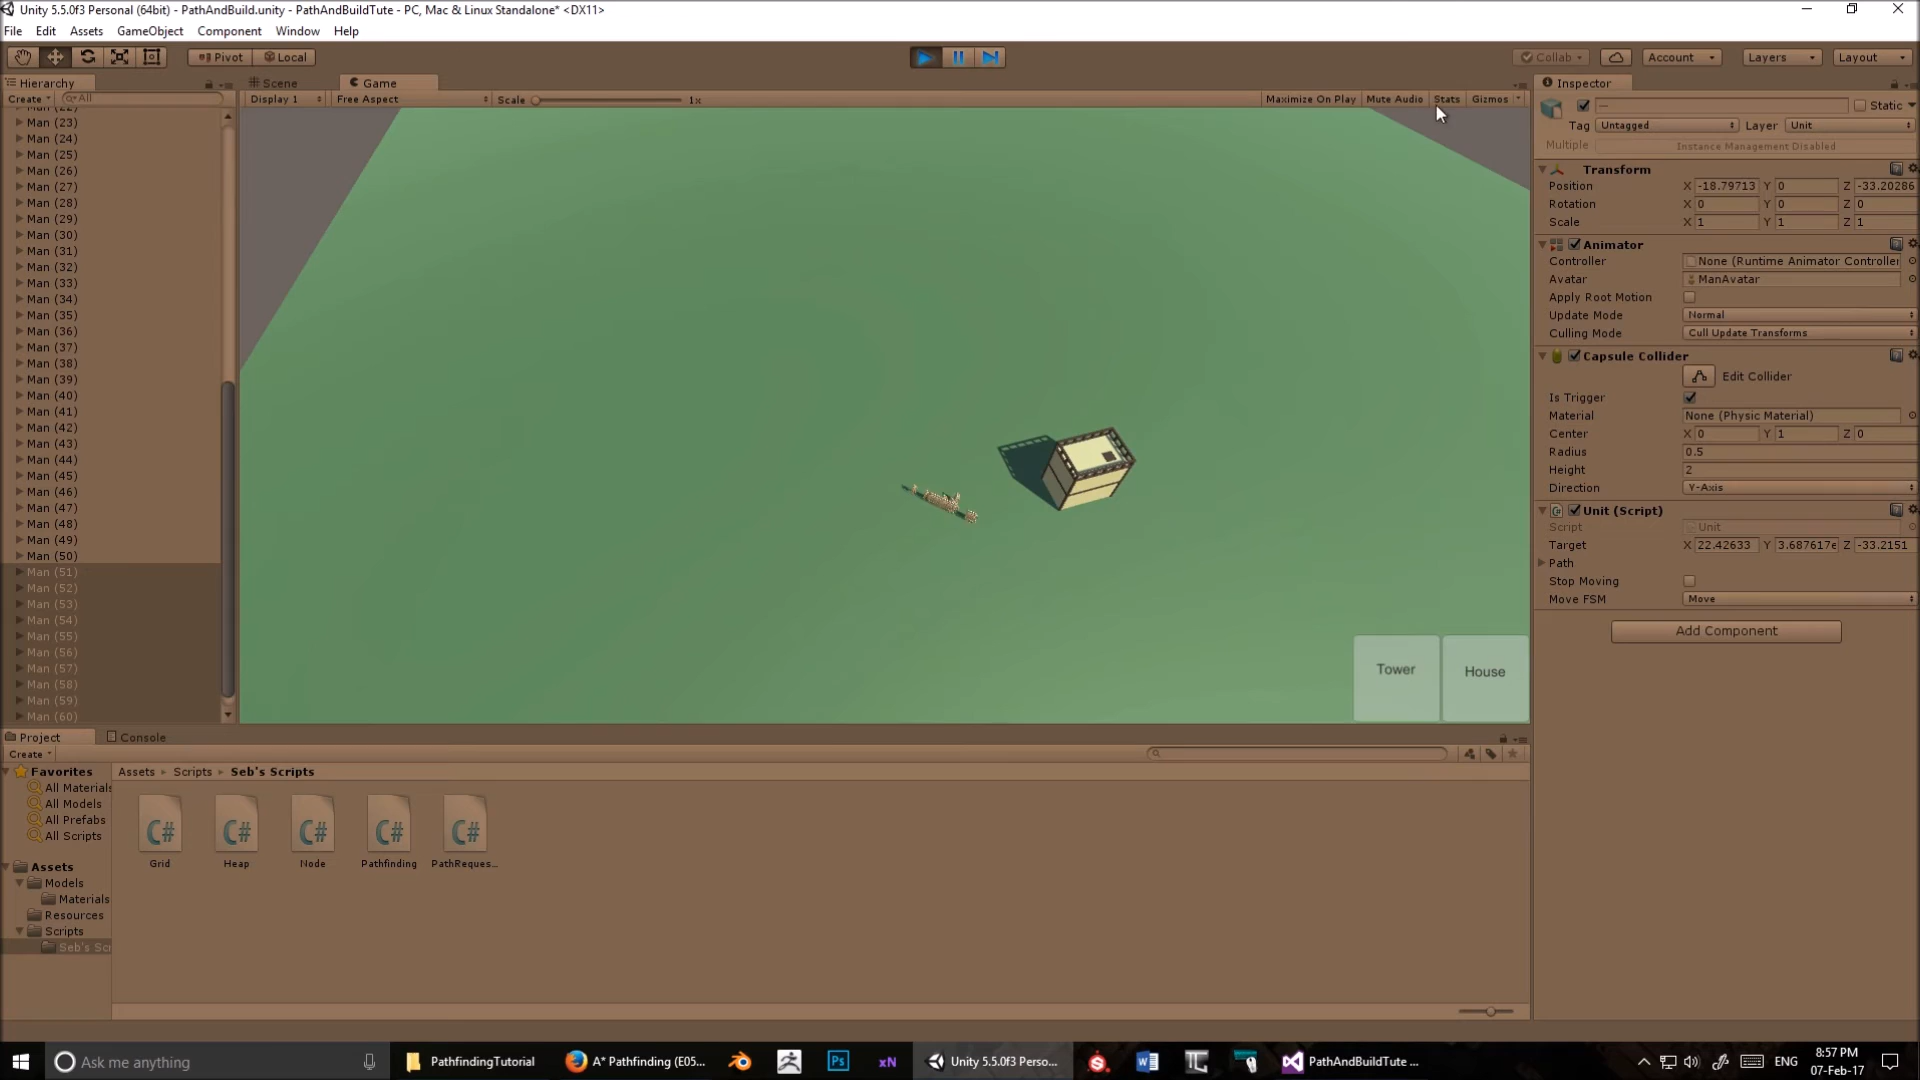 Unity 5.5.0f3 Personal (64bit) - PathAndBuild.unity - PathAndBuildTute - PC, Mac & Linux Standalone* <DX11>
File Edit Assets GameObject Component Window Help
Pivot Local Collab Account Layers Layout
Hierarchy Scene Game Inspector
Create All Display 1 Free Aspect Scale 1x Maximize On Play Mute Audio Stats Gizmos
Static
Tag Untagged Layer Unit
Multiple Instance Management Disabled
Transform
Position X -18.79713 Y 0 Z -33.20286
Rotation X 0 Y 0 Z 0
Scale X 1 Y 1 Z 1
Animator
Controller None (Runtime Animator Controller
Avatar ManAvatar
Apply Root Motion
Update Mode Normal
Culling Mode Cull Update Transforms
Capsule Collider
Edit Collider
Is Trigger
Material None (Physic Material)
Center X 0 Y 1 Z 0
Radius 0.5
Height 2
Direction Y-Axis
Unit (Script)
Script Unit
Target X 22.42633 Y 3.687617e Z -33.2151
Path
Stop Moving
Move FSM Move
Add Component
Man (22)
Man (23)
Man (24)
Man (25)
Man (26)
Man (27)
Man (28)
Man (29)
Man (30)
Man (31)
Man (32)
Man (33)
Man (34)
Man (35)
Man (36)
Man (37)
Man (38)
Man (39)
Man (40)
Man (41)
Man (42)
Man (43)
Man (44)
Man (45)
Man (46)
Man (47)
Man (48)
Man (49)
Man (50)
Man (51)
Man (52)
Man (53)
Man (54)
Man (55)
Man (56)
Man (57)
Man (58)
Man (59)
Man (60)
Tower House
Project Console
Create
Favorites
All Materials
All Models
All Prefabs
All Scripts
Assets
Models
Materials
Resources
Scripts
Seb's Scr
Assets Scripts Seb's Scripts
C# C# C# C# C#
Grid Heap Node Pathfinding PathReques...
Ask me anything
PathfindingTutorial
A* Pathfinding (E05...
Ps
xN
Unity 5.5.0f3 Perso...
PathAndBuildTute ...
ENG
8:57 PM
07-Feb-17